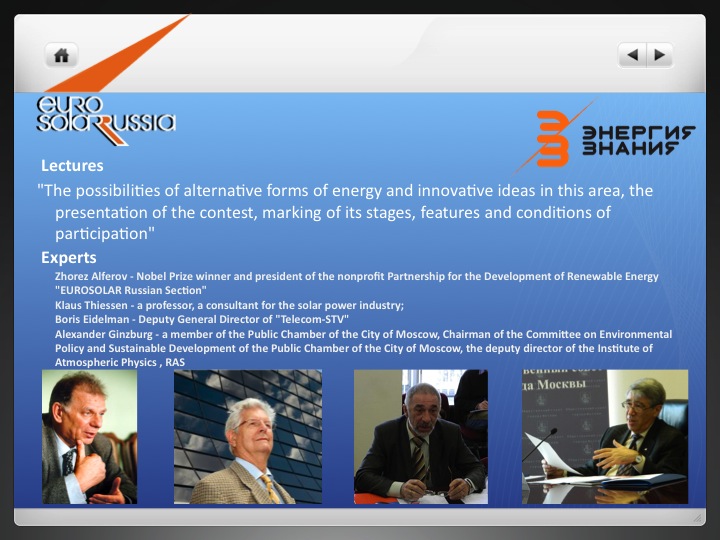 EURO
SOLARRUSSIA
ЭНЕРГИЯ
ЗНАНИЯ
Lectures
"The possibilities of alternative forms of energy and innovative ideas in this area, the
presentation of the contest, marking of its stages, features and conditions of
participation"
Experts
Zhorez Alferov - Nobel Prize winner and president of the nonprofit Partnership for the Development of Renewable Energy
"EUROSOLAR Russian Section"
Klaus Thiessen - a professor, a consultant for the solar power industry;
Boris Eidelman - Deputy General Director of "Telecom-STV"
Alexander Ginzburg - a member of the Public Chamber of the City of Moscow, Chairman of the Committee on Environmental
Policy and Sustainable Development of the Public Chamber of the City of Moscow, the deputy director of the Institute of
Atmospheric Physics , RAS
да Москвы